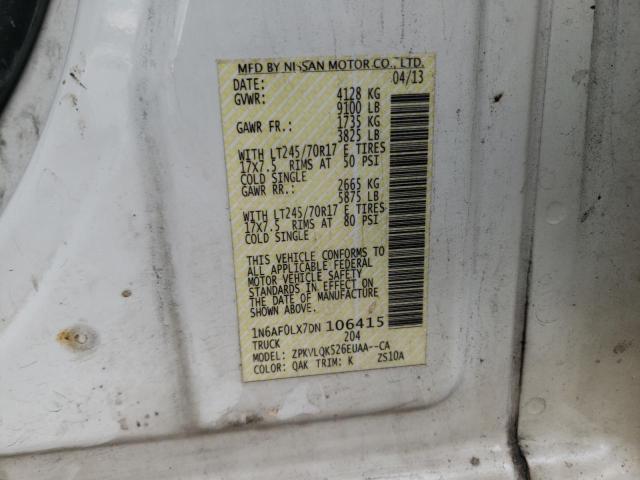 MFD BY NISSAN MOTOR CO., LTD.
DATE: 04/13
GVWR: 4128 KG
9100 LB
GAWR FR.: 1735 KG
3825 LB
WITH LT245/70R17 E TIRES
17X7.5 RIMS AT 50 PSI
COLD SINGLE
GAWR RR.: 2665 KG
5875 LB
WITH LT245/70R17 E TIRES
17X7.5 RIMS AT 80 PSI
COLD SINGLE
THIS VEHICLE CONFORMS TO
ALL APPLICABLE FEDERAL
MOTOR VEHICLE SAFETY
STANDARDS IN EFFECT ON
THE DATE OF MANUFACTURE
SHOWN ABOVE.
1N6AF0LX7DN 106415
TRUCK 204
MODEL: ZPKVLQK526EUAA--CA
COLOR: QAK TRIM: K ZS10A